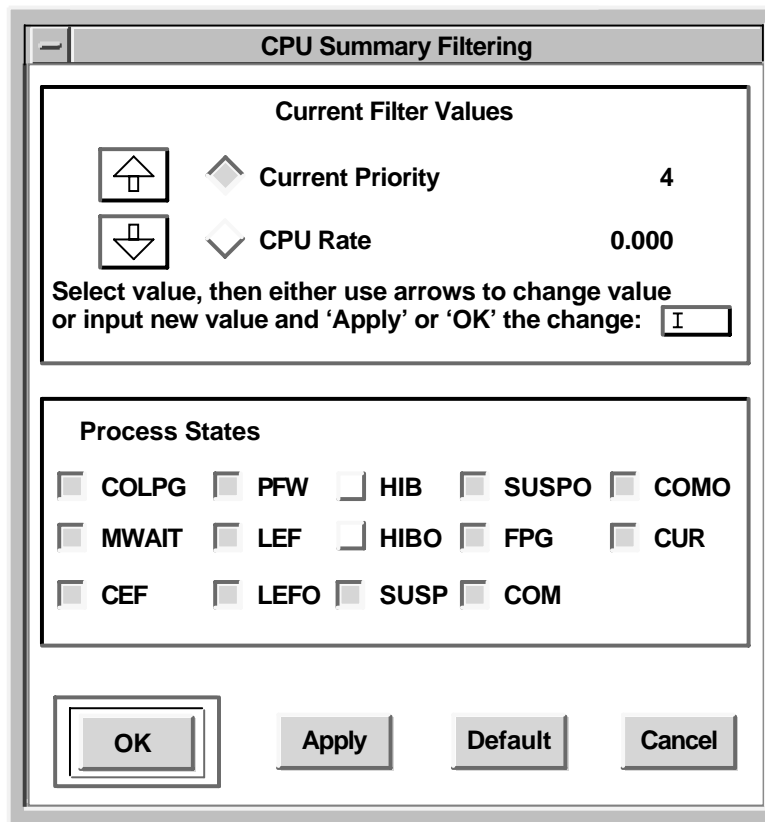 CPU Summary Filtering
Current Filter Values
Current Priority 4
CPU Rate 0.000
Select value, then either use arrows to change value
or input new value and ‘Apply’ or ‘OK’ the change:
Process States
COLPG PFW HIB SUSPO COMO
MWAIT LEF HIBO FPG CUR
CEF LEFO SUSP COM
OK Apply Default Cancel